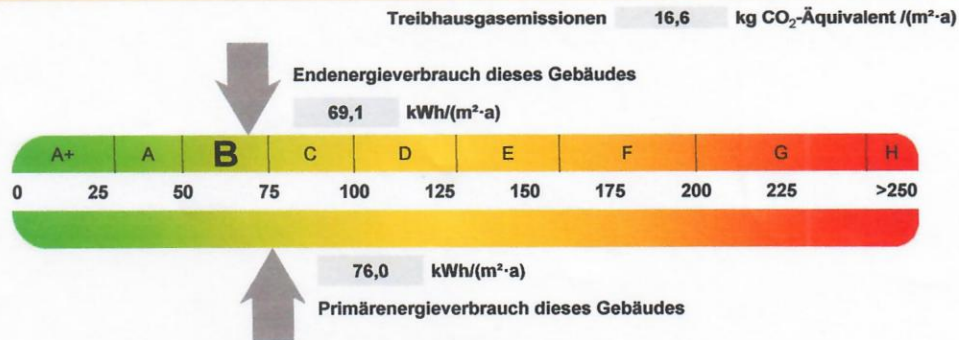 Treibhausgasemissionen 16,6 kg CO₂-Äquivalent /(m²·a)
Endenergieverbrauch dieses Gebäudes
69,1 kWh/(m²·a)
A+ A B C D E F G H
0 25 50 75 100 125 150 175 200 225 >250
76,0 kWh/(m²·a)
Primärenergieverbrauch dieses Gebäudes